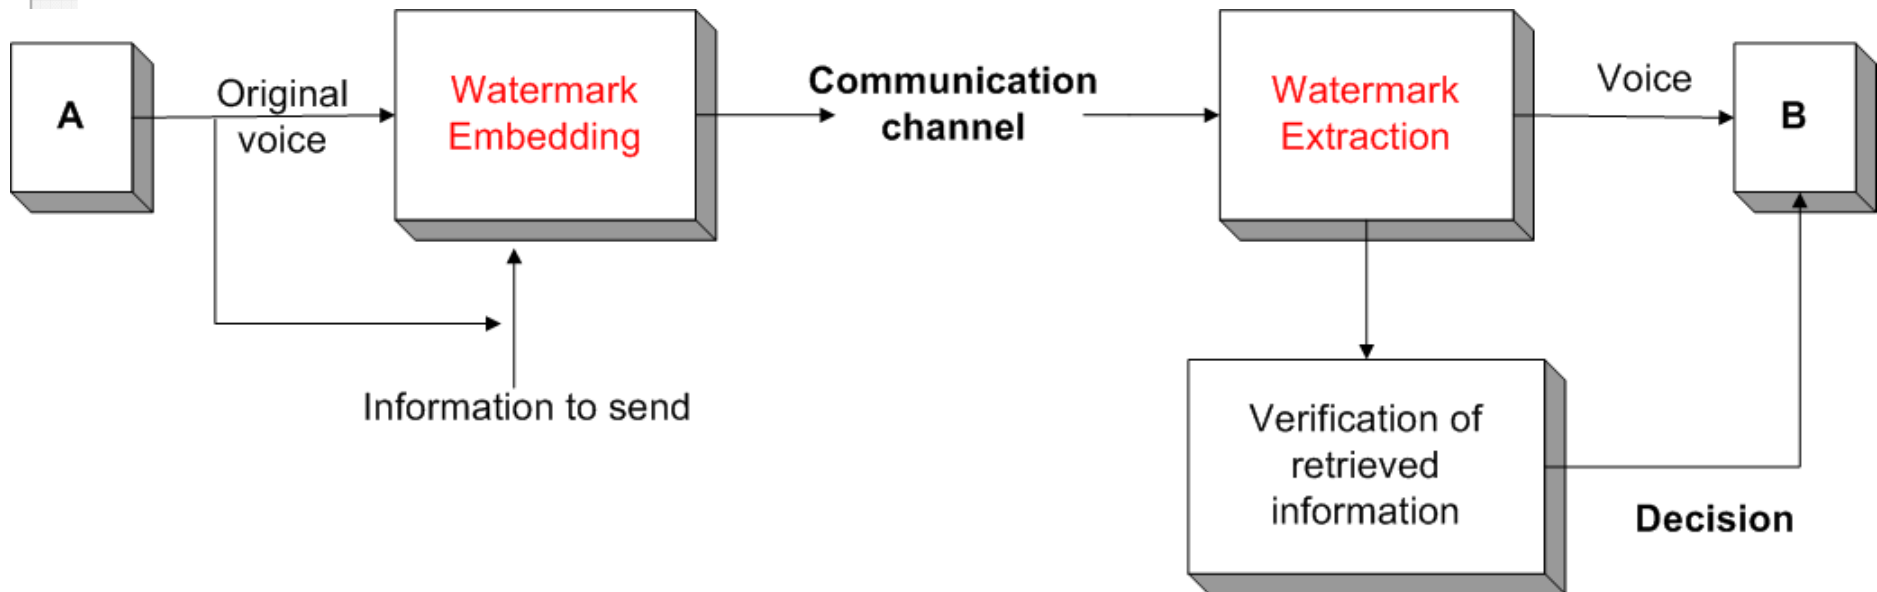 A
Original
voice
Watermark
Embedding
Communication
channel
Watermark
Extraction
Voice
B
Information to send
Verification of
retrieved
information
Decision